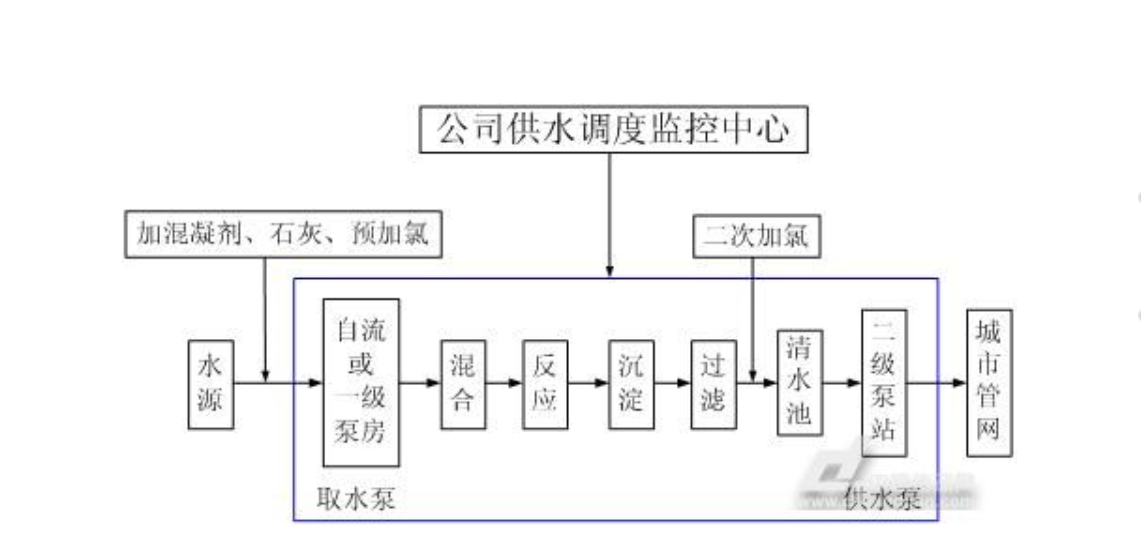 公司供水调度监控中心
加混凝剂、石灰、预加氯
二次加氯
水源
自流
或
一级
泵房
混合
反应
沉淀
过滤
清水池
二级泵站
城市管网
取水泵
供水泵